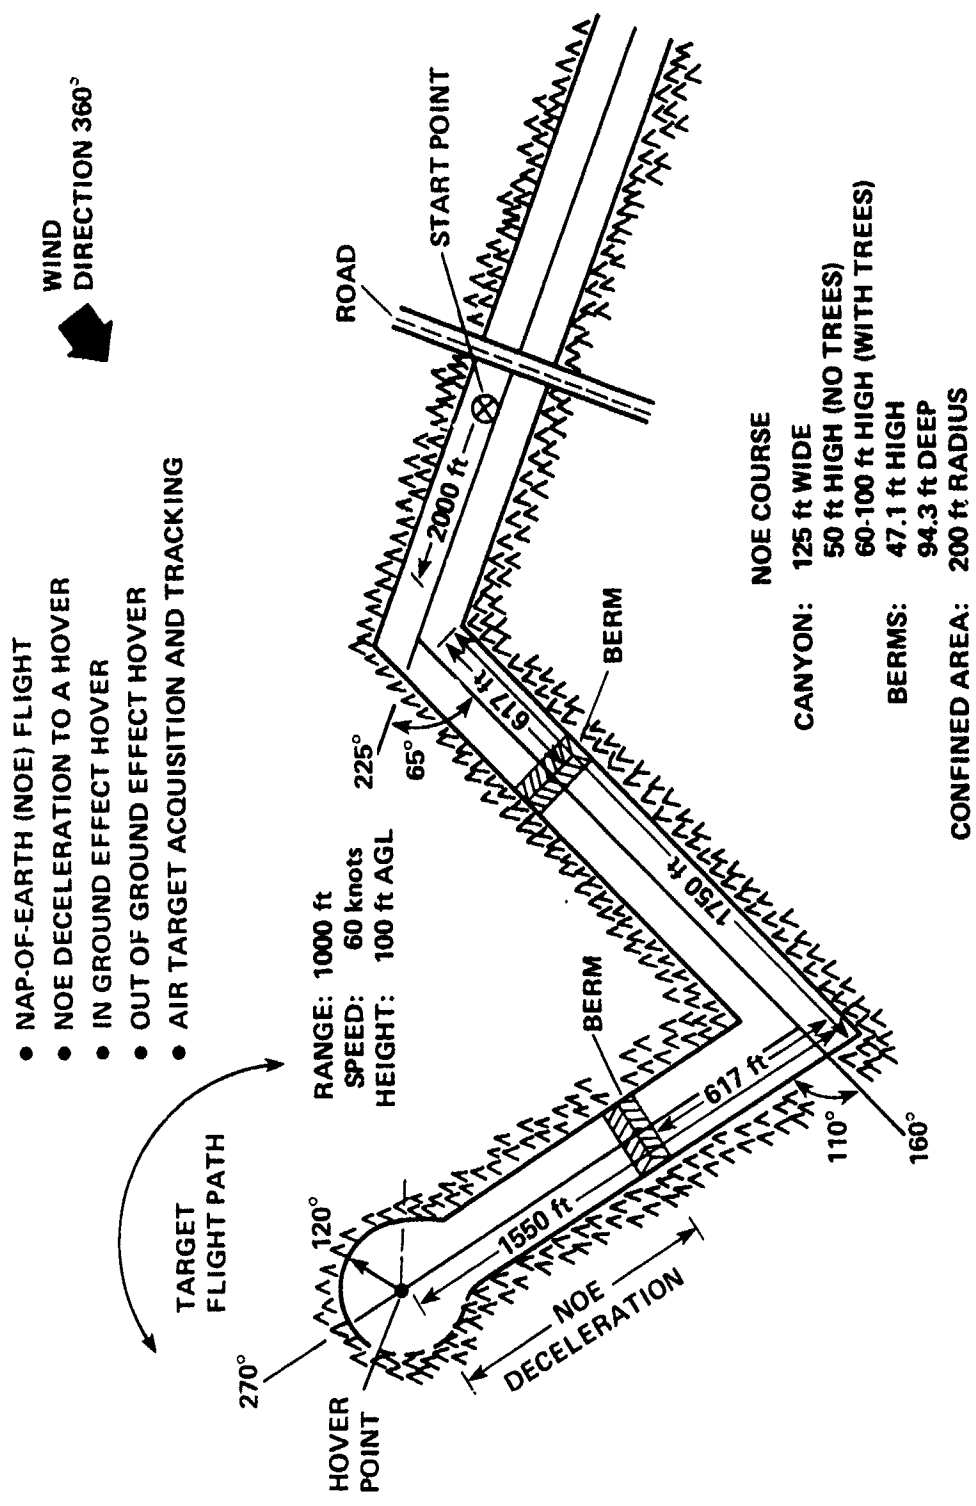 • NAP-OF-EARTH (NOE) FLIGHT
• NOE DECELERATION TO A HOVER
• IN GROUND EFFECT HOVER
• OUT OF GROUND EFFECT HOVER
• AIR TARGET ACQUISITION AND TRACKING
WIND
DIRECTION 360°
TARGET
FLIGHT PATH
RANGE: 1000 ft
SPEED: 60 knots
HEIGHT: 100 ft AGL
ROAD
START POINT
225°
65°
2000 ft
270°
120°
HOVER
POINT
BERM
617 ft
BERM
1550 ft
617 ft
1750 ft
NOE
DECELERATION
110°
160°
NOE COURSE
CANYON: 125 ft WIDE
50 ft HIGH (NO TREES)
60-100 ft HIGH (WITH TREES)
BERMS: 47.1 ft HIGH
94.3 ft DEEP
CONFINED AREA: 200 ft RADIUS